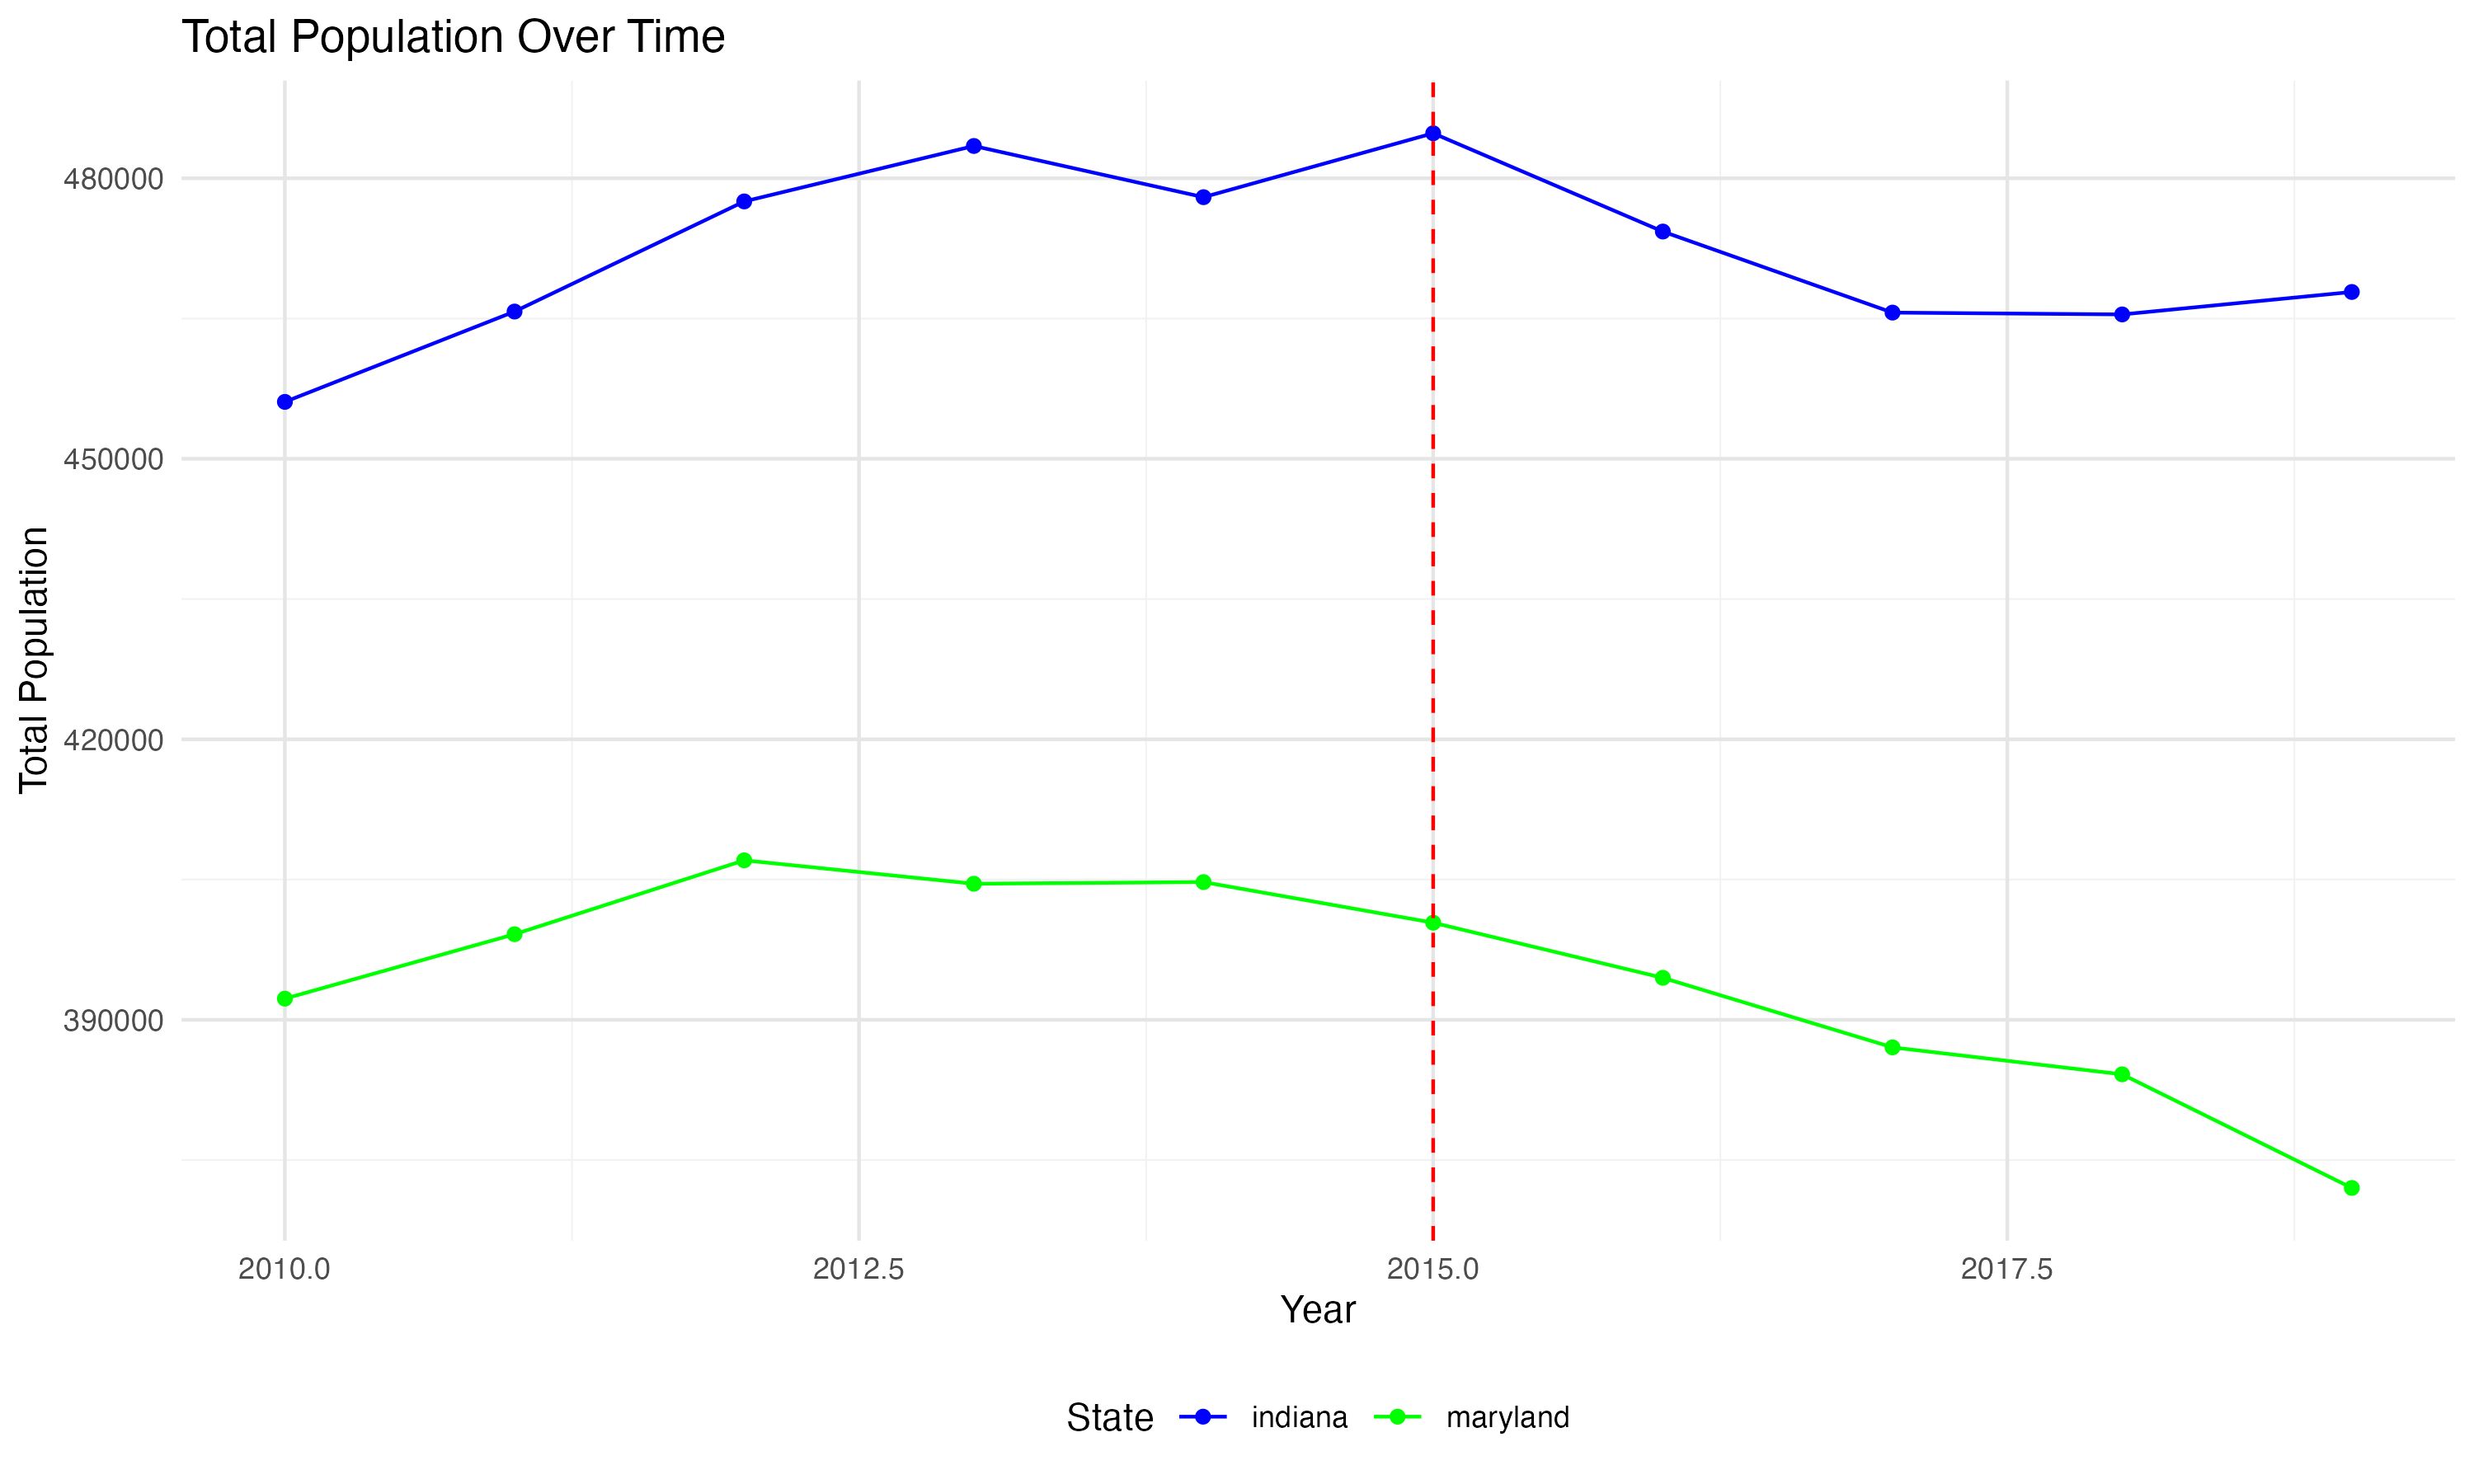 Total Population Over Time
Total Population
480000
450000
420000
390000
2010.0 2012.5 2015.0 2017.5
Year
State indiana maryland